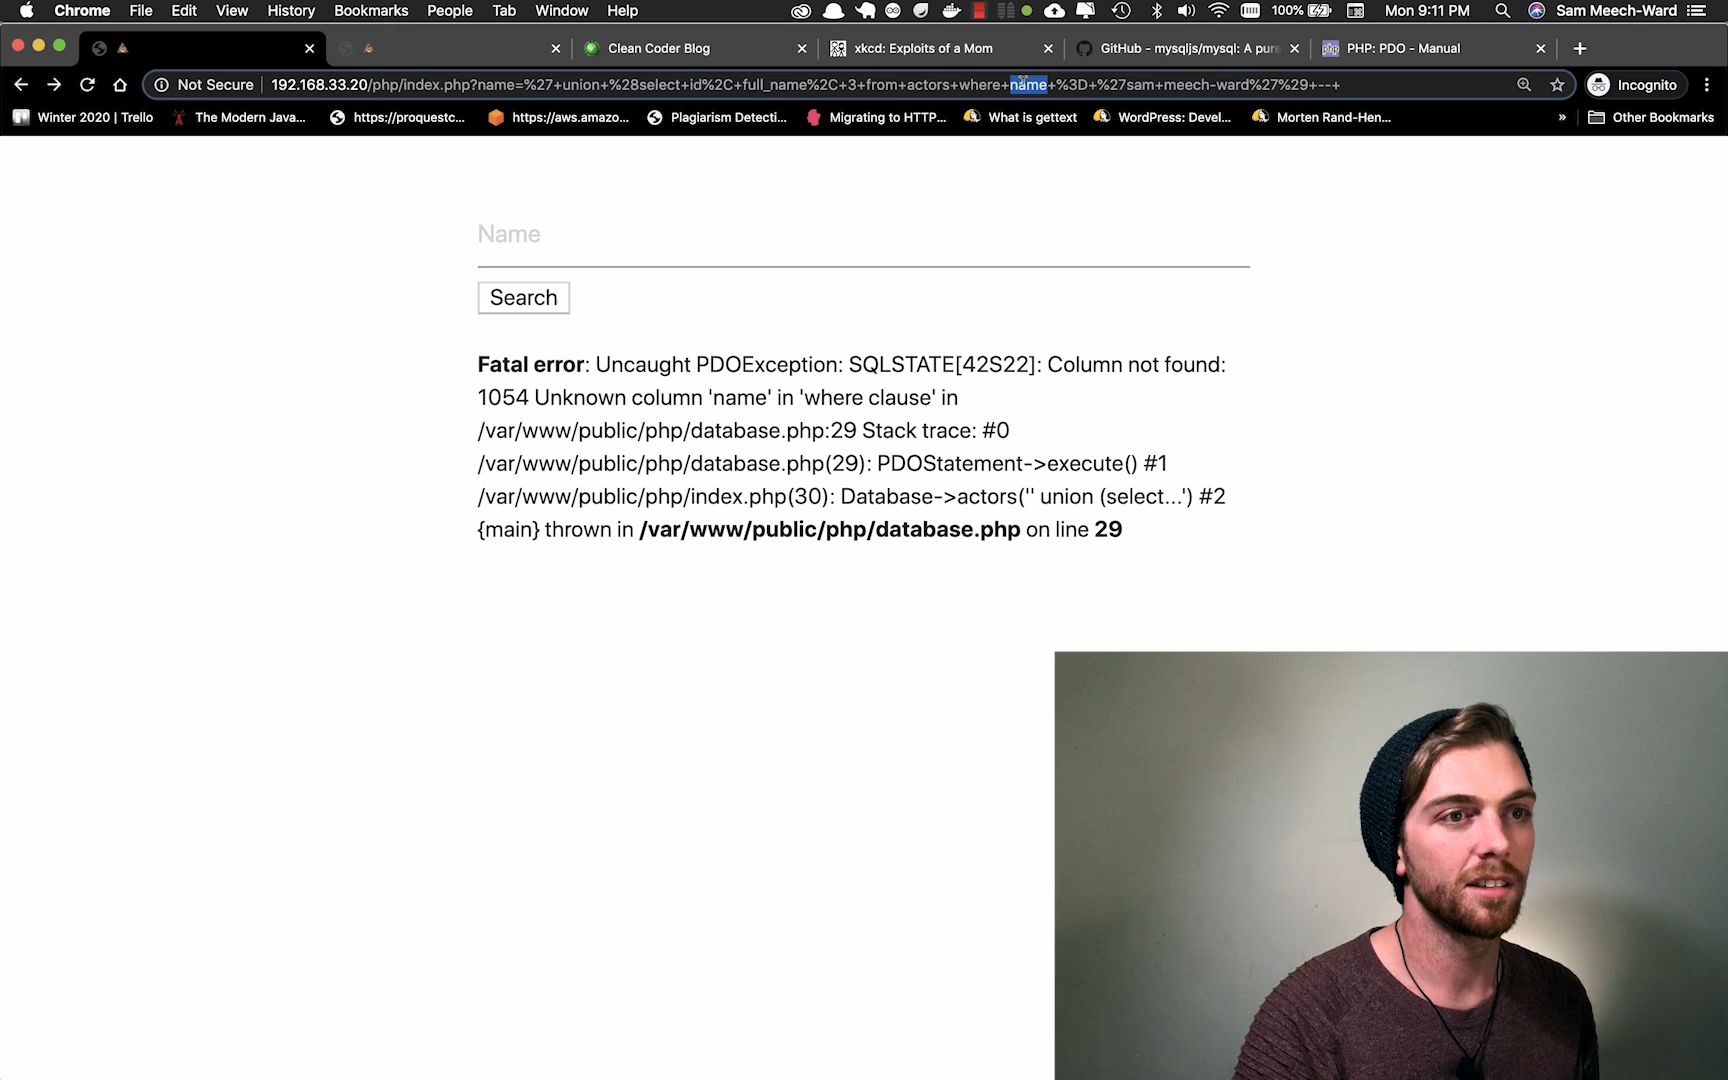 Chrome File Edit View History Bookmarks People Tab Window Help 100% Mon 9:11 PM Sam Meech-Ward
Clean Coder Blog xkcd: Exploits of a Mom GitHub - mysqljs/mysql: A pure PHP: PDO - Manual
Not Secure 192.168.33.20/php/index.php?name=%27+union+%28select+id%2C+full_name%2C+3+from+actors+where+name+%3D+%27sam+meech-ward%27%29+--+ Incognito
Winter 2020 | Trello The Modern Java... https://proquestc... https://aws.amazo... Plagiarism Detecti... Migrating to HTTP... What is gettext WordPress: Devel... Morten Rand-Hen... » Other Bookmarks
Name
Search
Fatal error: Uncaught PDOException: SQLSTATE[42S22]: Column not found:
1054 Unknown column 'name' in 'where clause' in
/var/www/public/php/database.php:29 Stack trace: #0
/var/www/public/php/database.php(29): PDOStatement->execute() #1
/var/www/public/php/index.php(30): Database->actors('' union (select...') #2
{main} thrown in /var/www/public/php/database.php on line 29